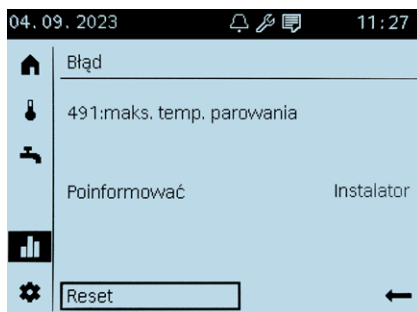 04.09.2023 11:27
Błąd
491:maks. temp. parowania
Poinformować Instalator
Reset